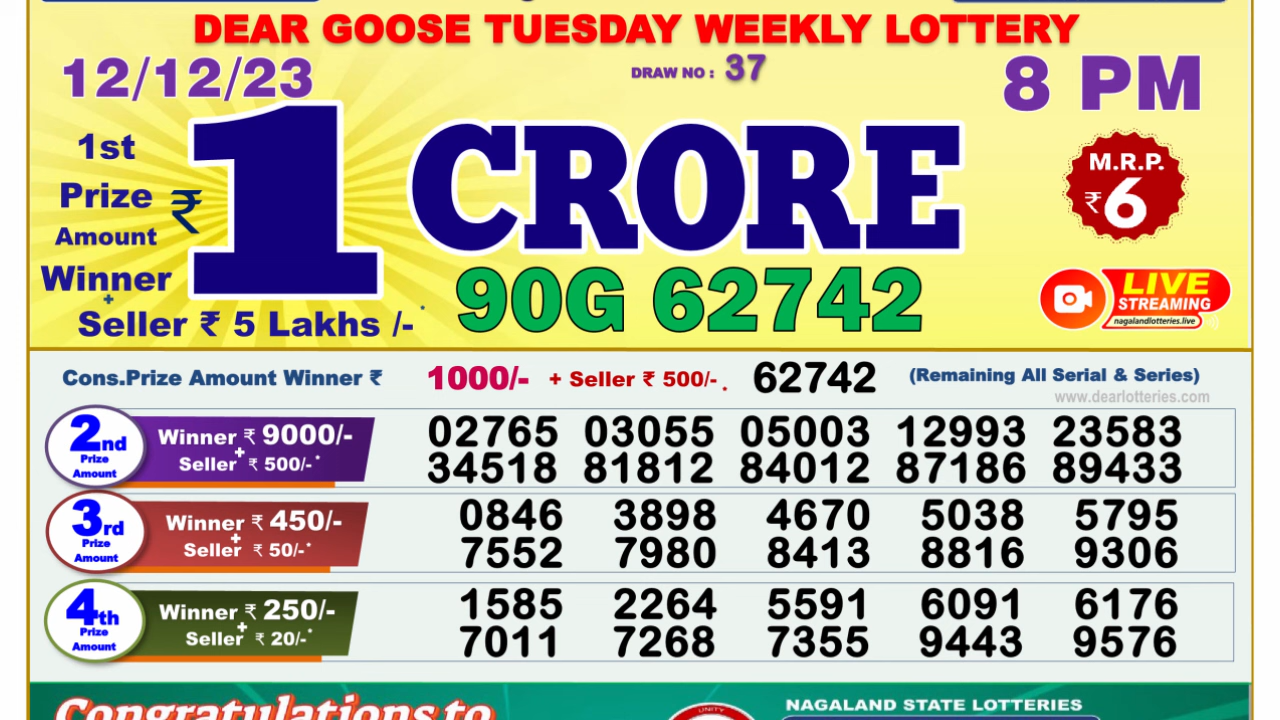 DEAR GOOSE TUESDAY WEEKLY LOTTERY
12/12/23
DRAW NO : 37
8 PM
1st
Prize
Amount
₹ 1 CRORE
M.R.P.
₹6
Winner
+
Seller ₹ 5 Lakhs /- *
90G 62742
LIVE
STREAMING
nagalandlotteries.live
Cons.Prize Amount Winner ₹ 1000/- + Seller ₹ 500/- . 62742 (Remaining All Serial & Series)
www.dearlotteries.com
2nd
Prize
Amount
Winner ₹ 9000/-
+
Seller ₹ 500/- *
02765 03055 05003 12993 23583
34518 81812 84012 87186 89433
3rd
Prize
Amount
Winner ₹ 450/-
+
Seller ₹ 50/- *
0846 3898 4670 5038 5795
7552 7980 8413 8816 9306
4th
Prize
Amount
Winner ₹ 250/-
+
Seller ₹ 20/- *
1585 2264 5591 6091 6176
7011 7268 7355 9443 9576
Congratulations to
UNITY
NAGALAND STATE LOTTERIES